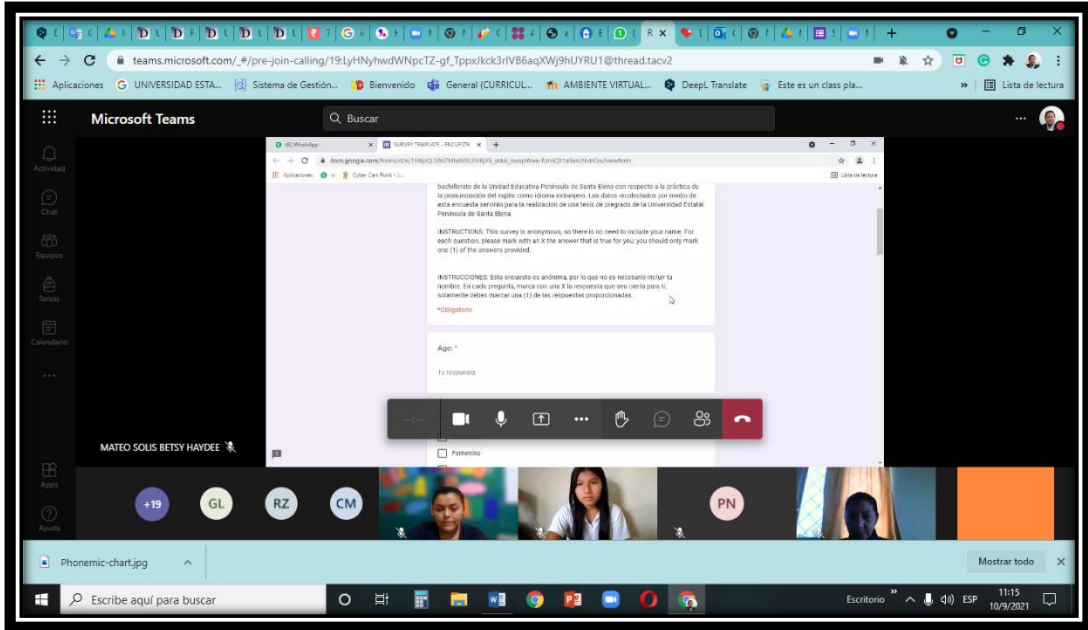 teams.microsoft.com/_#/pre-join-calling/19:LyHNyhwdWNpcTZ-gf_TppxJkck3rIVB6aqXWj9hUYRU1@thread.tacv2
Aplicaciones
UNIVERSIDAD ESTA...
Sistema de Gestión...
Bienvenido
General (CURRICUL...
AMBIENTE VIRTUAL...
DeepL Translate
Este es un class pla...
Lista de lectura
Microsoft Teams
Buscar
Actividad
Chat
Equipos
Tareas
Calendario
Apps
Ayuda
(6) WhatsApp
SURVEY TEMPLATE - ENCUESTA
Aplicaciones
Cyber Cafe Punk - L...
Lista de lectura
bachillerato de la Unidad Educativa Península de Santa Elena con respecto a la práctica de
la pronunciación del inglés como idioma extranjero. Los datos recolectados por medio de
esta encuesta servirán para la realización de una tesis de pregrado de la Universidad Estatal
Península de Santa Elena.
INSTRUCTIONS: This survey is anonymous, so there is no need to include your name. For
each question, please mark with an X the answer that is true for you; you should only mark
one (1) of the answers provided.
INSTRUCCIONES: Esta encuesta es anónima, por lo que no es necesario incluir tu
nombre. En cada pregunta, marca con una X la respuesta que sea cierta para ti;
solamente debes marcar una (1) de las respuestas proporcionadas.
*Obligatorio
Age: *
Tu respuesta
Femenino
MATEO SOLIS BETSY HAYDEE
+19
GL
RZ
CM
PN
Phonemic-chart.jpg
Mostrar todo
Escribe aquí para buscar
Escritorio
ESP
11:15
10/9/2021